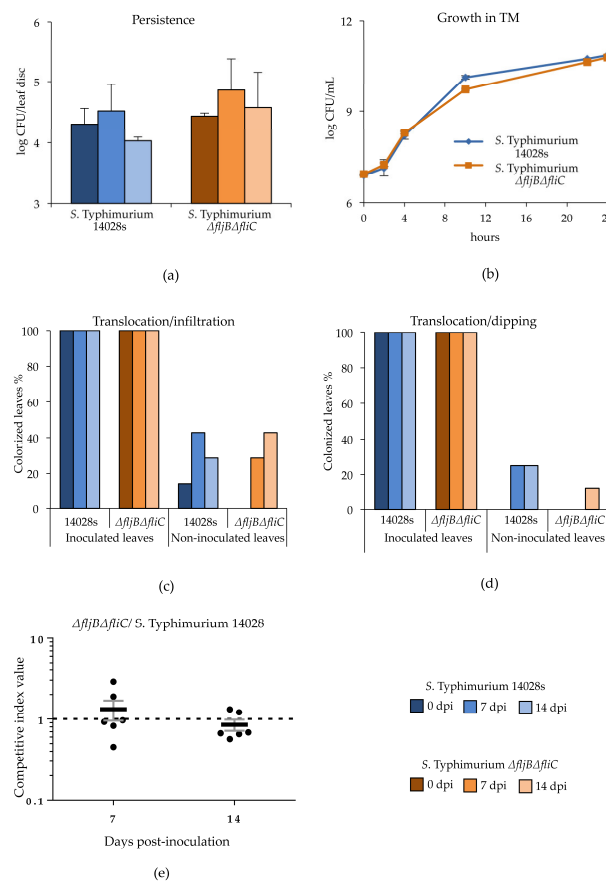 Persistence
log CFU/leaf disc
6
5
4
3
S. Typhimurium
14028s
S. Typhimurium
ΔfljBΔfliC
(a)
Growth in TM
log CFU/mL
12
9
6
S. Typhimurium
14028s
S. Typhimurium
ΔfljBΔfliC
0 4 8 12 16 20 2
hours
(b)
Translocation/infiltration
Colorized leaves %
100
80
60
40
20
0
14028s ΔfljBΔfliC 14028s ΔfljBΔfliC
Inoculated leaves Non-inoculated leaves
(c)
Translocation/dipping
Colonized leaves %
100
80
60
40
20
0
14028s ΔfljBΔfliC 14028s ΔfljBΔfliC
Inoculated leaves Non-inoculated leaves
(d)
ΔfljBΔfliC/ S. Typhimurium 14028
Competitive index value
10
1
0.1
7 14
Days post-inoculation
(e)
S. Typhimurium 14028s
0 dpi 7 dpi 14 dpi
S. Typhimurium ΔfljBΔfliC
0 dpi 7 dpi 14 dpi